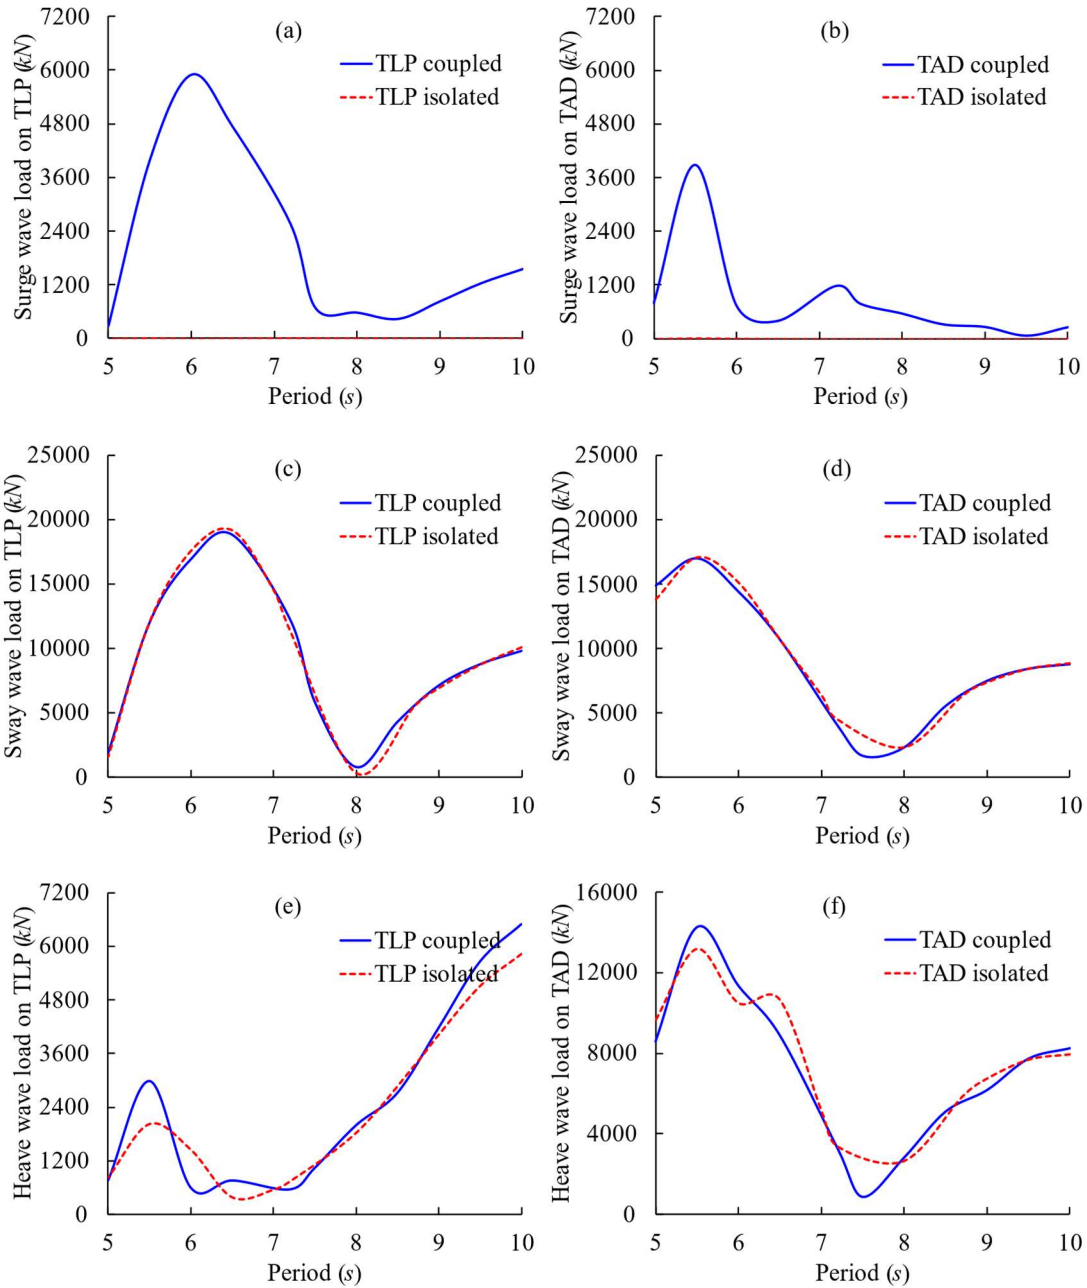 (a)
TLP coupled
TLP isolated
Surge wave load on TLP (kN)
7200
6000
4800
3600
2400
1200
0
5 6 7 8 9 10
Period (s)
(b)
TAD coupled
TAD isolated
Surge wave load on TAD (kN)
7200
6000
4800
3600
2400
1200
0
5 6 7 8 9 10
Period (s)
(c)
TLP coupled
TLP isolated
Sway wave load on TLP (kN)
25000
20000
15000
10000
5000
0
5 6 7 8 9 10
Period (s)
(d)
TAD coupled
TAD isolated
Sway wave load on TAD (kN)
25000
20000
15000
10000
5000
0
5 6 7 8 9 10
Period (s)
(e)
TLP coupled
TLP isolated
Heave wave load on TLP (kN)
7200
6000
4800
3600
2400
1200
0
5 6 7 8 9 10
Period (s)
(f)
TAD coupled
TAD isolated
Heave wave load on TAD (kN)
16000
12000
8000
4000
0
5 6 7 8 9 10
Period (s)